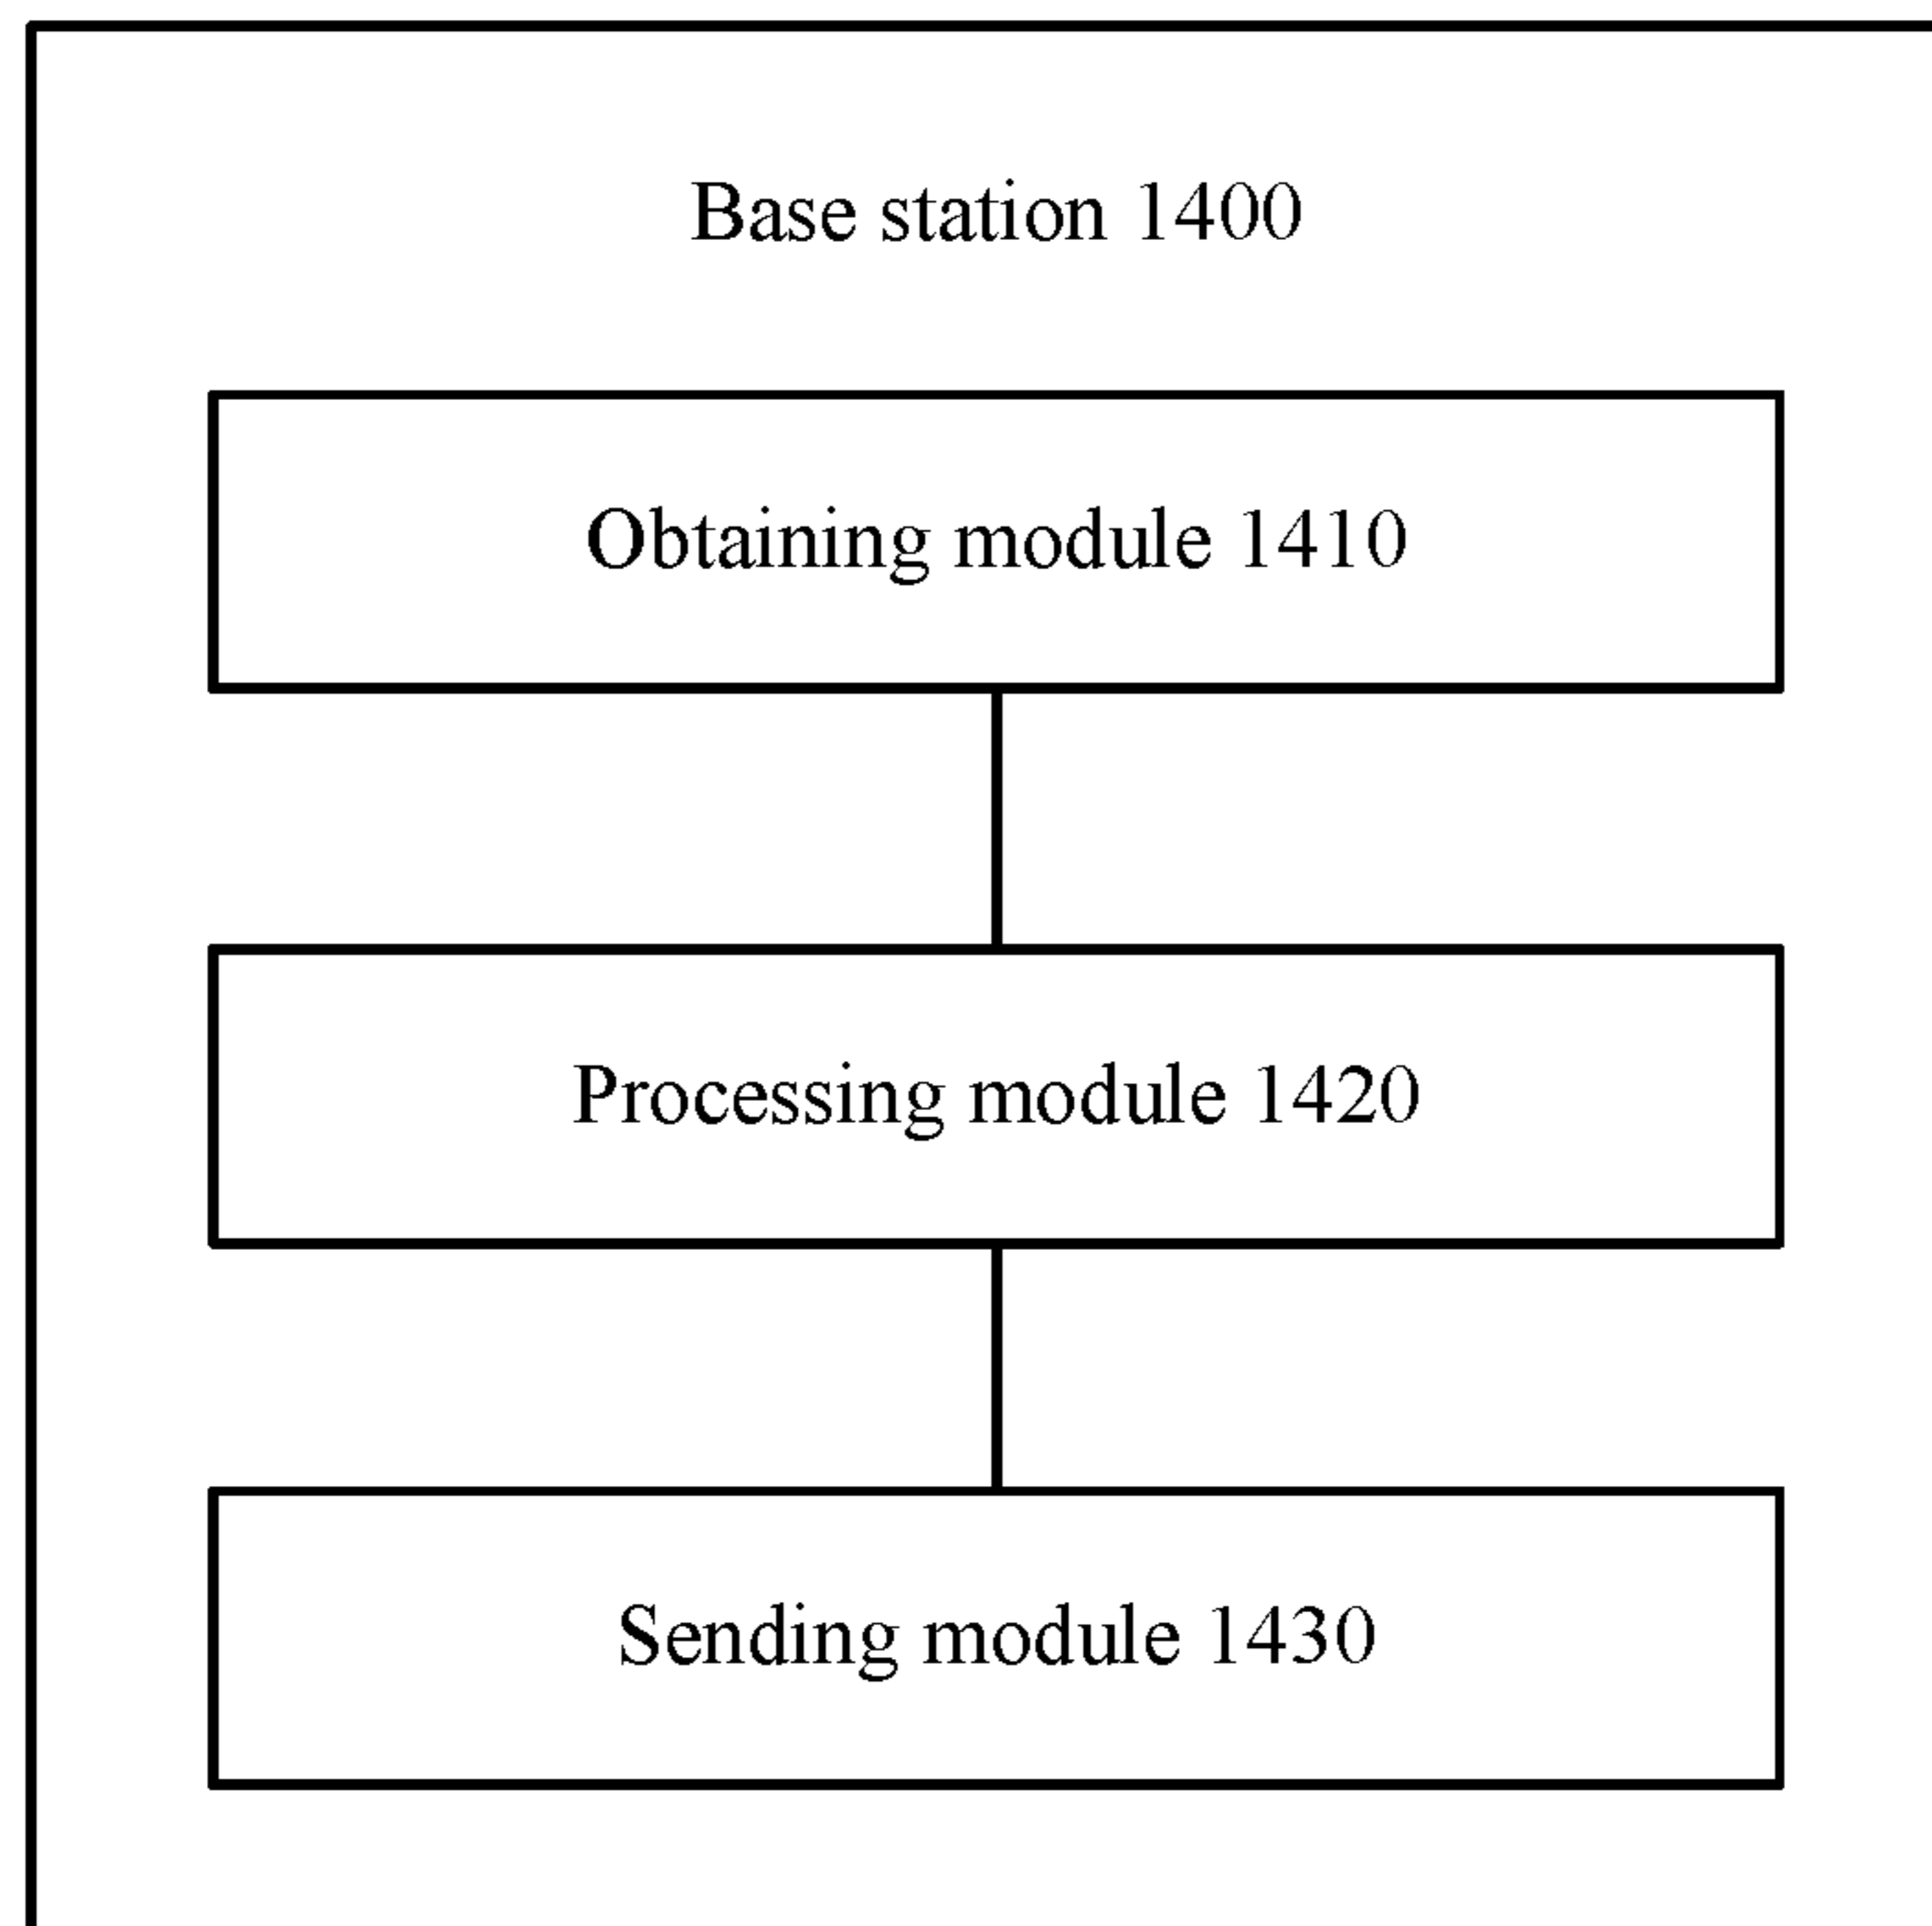 Base station 1400
Obtaining module 1410
Processing module 1420
Sending module 1430